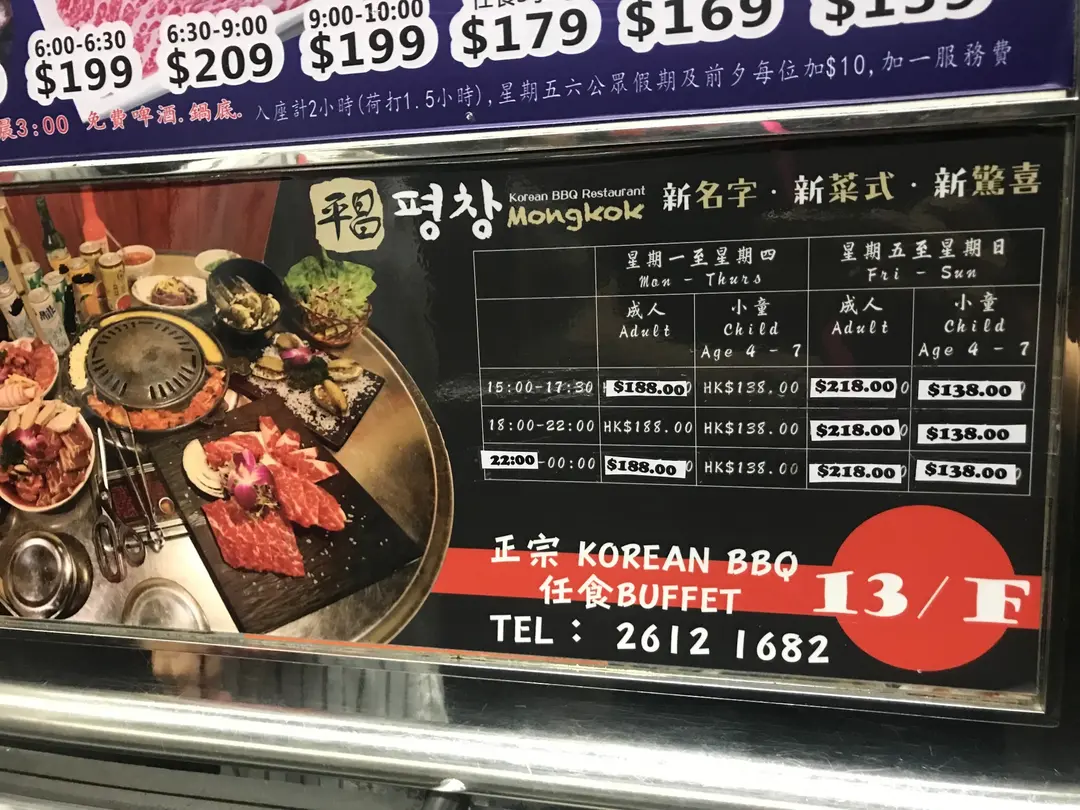 6:00-6:30
$199
6:30-9:00
$209
9:00-10:00
$199
$179
$169
$159
晨3:00 免費啤酒.鍋底.
入座計2小時(荷打1.5小時),星期五六公眾假期及前夕每位加$10,加一服務費
平昌 평창 Korean BBQ Restaurant
Mongkok
新名字·新菜式·新驚喜
星期一至星期四 星期五至星期日
Mon - Thurs Fri - Sun
成人 小童 成人 小童
Adult Child Adult Child
Age 4 - 7 Age 4 - 7
15:00-17:30 $188.00 HK$138.00 $218.00 $138.00
18:00-22:00 HK$188.00 HK$138.00 $218.00 $138.00
22:00-00:00 $188.00 HK$138.00 $218.00 $138.00
正宗 KOREAN BBQ
任食BUFFET
13/F
TEL： 2612 1682